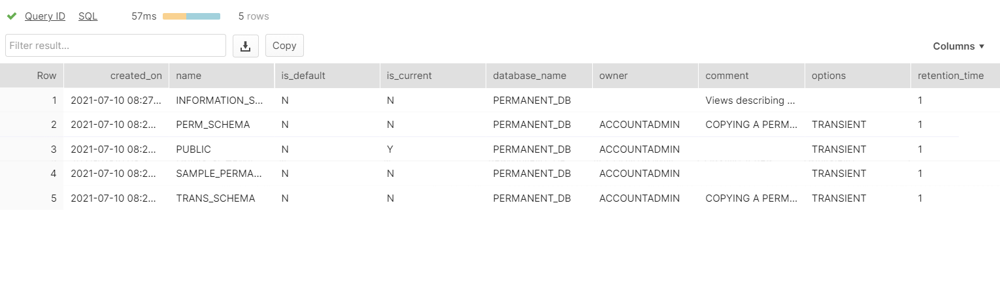 Query ID SQL 57ms 5 rows
Filter result... Copy Columns
Row created_on name is_default is_current database_name owner comment options retention_time
1 2021-07-10 08:27... INFORMATION_S... N N PERMANENT_DB Views describing ... 1
2 2021-07-10 08:2... PERM_SCHEMA N N PERMANENT_DB ACCOUNTADMIN COPYING A PERM... TRANSIENT 1
3 2021-07-10 08:2... PUBLIC N Y PERMANENT_DB ACCOUNTADMIN TRANSIENT 1
4 2021-07-10 08:2... SAMPLE_PERMA... N N PERMANENT_DB ACCOUNTADMIN TRANSIENT 1
5 2021-07-10 08:2... TRANS_SCHEMA N N PERMANENT_DB ACCOUNTADMIN COPYING A PERM... TRANSIENT 1